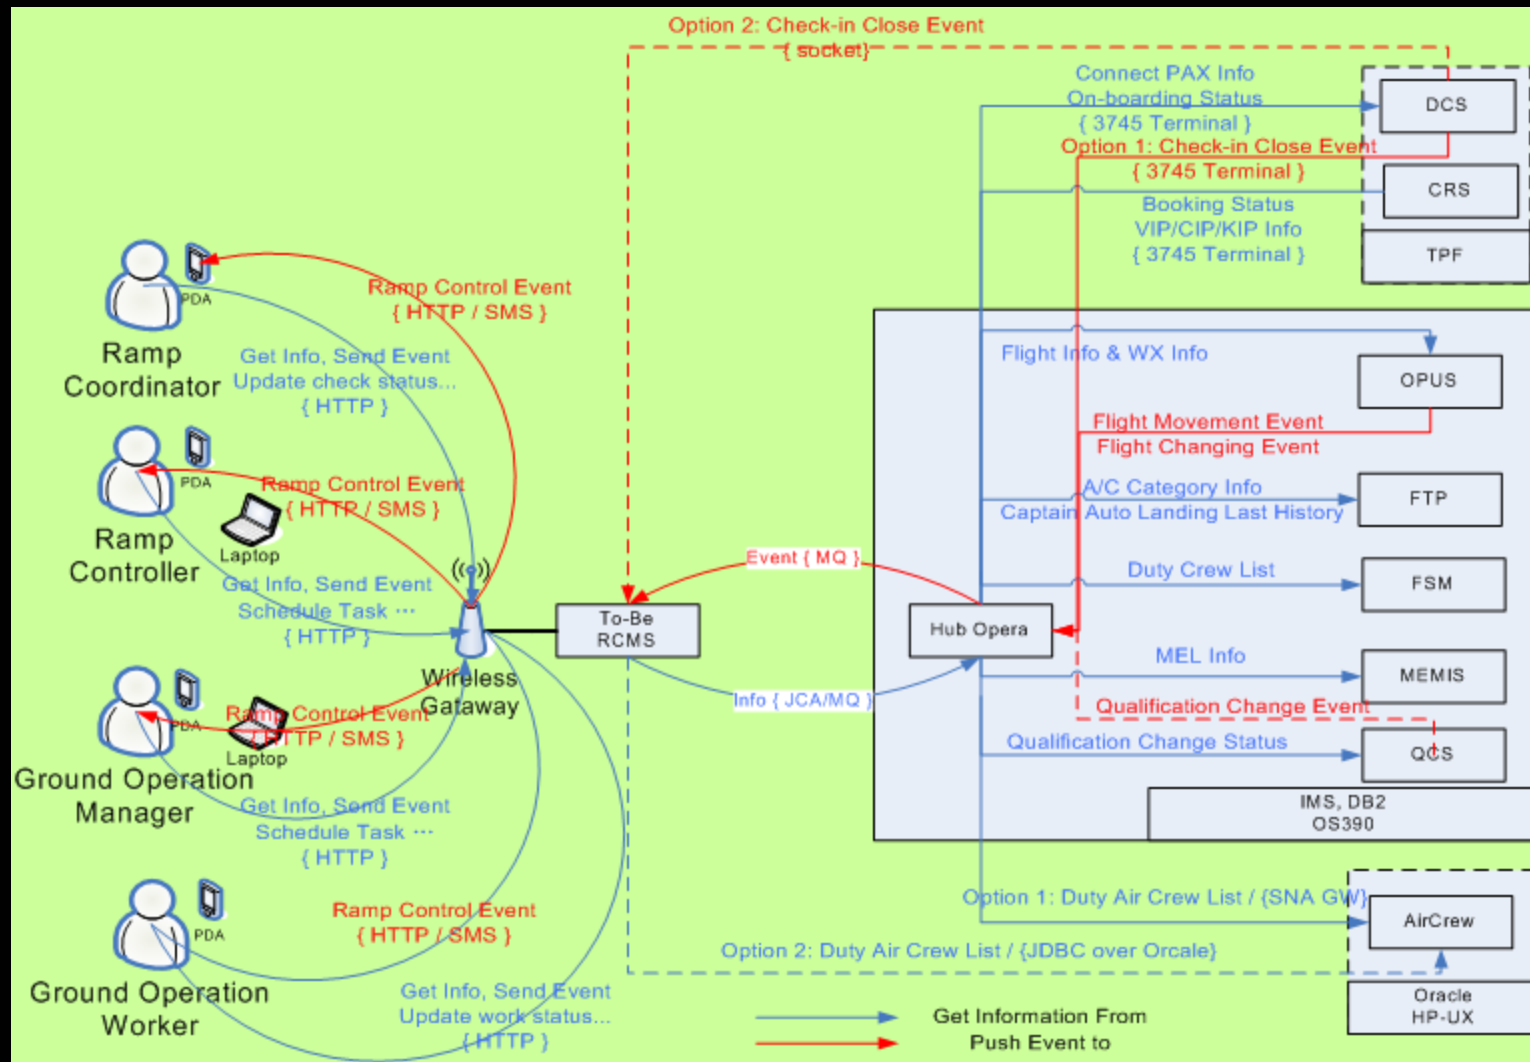 Option 2: Check-in Close Event
{ socket}
Connect PAX Info
On-boarding Status
{ 3745 Terminal }
DCS
Option 1: Check-in Close Event
{ 3745 Terminal }
CRS
Booking Status
VIP/CIP/KIP Info
{ 3745 Terminal }
TPF
PDA
Ramp
Coordinator
Ramp Control Event
{ HTTP / SMS }
Get Info, Send Event
Update check status...
{ HTTP }
Flight Info & WX Info
OPUS
Flight Movement Event
Flight Changing Event
PDA
Ramp
Controller
Laptop
Ramp Control Event
{ HTTP / SMS }
Get Info, Send Event
Schedule Task ...
{ HTTP }
A/C Category Info
Captain Auto Landing Last History
FTP
Event { MQ }
Duty Crew List
FSM
To-Be
RCMS
Hub Opera
Wireless
Gataway
Info { JCA/MQ }
MEL Info
MEMIS
Qualification Change Event
Qualification Change Status
QCS
IMS, DB2
OS390
PDA
Ramp Control Event
{ HTTP / SMS }
Laptop
Ground Operation
Manager
Get Info, Send Event
Schedule Task ...
{ HTTP }
Option 1: Duty Air Crew List / {SNA GW}
AirCrew
Option 2: Duty Air Crew List / {JDBC over Orcale}
Oracle
HP-UX
PDA
Ground Operation
Worker
Ramp Control Event
{ HTTP / SMS }
Get Info, Send Event
Update work status...
{ HTTP }
Get Information From
Push Event to